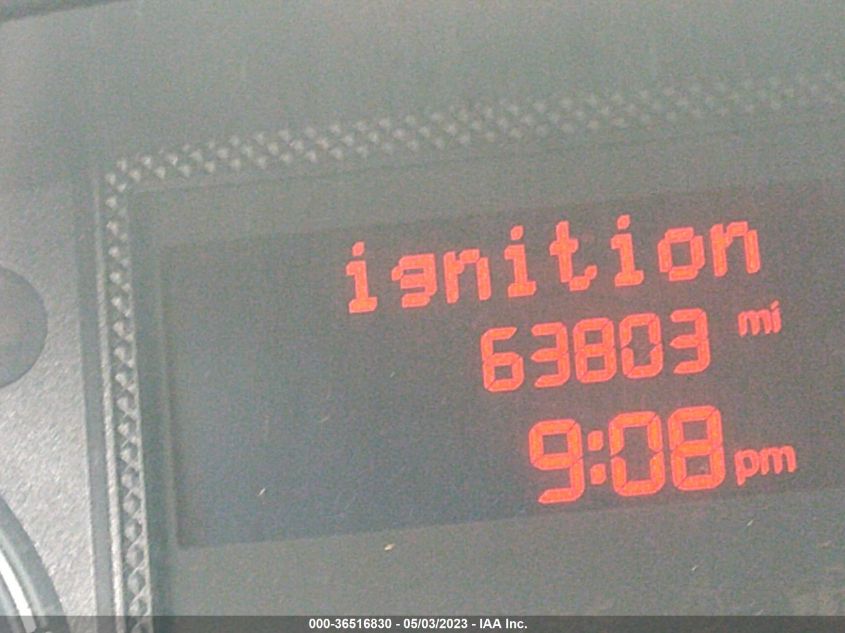 ignition
63803 mi
9:08 pm
000-36516830 - 05/03/2023 - IAA Inc.